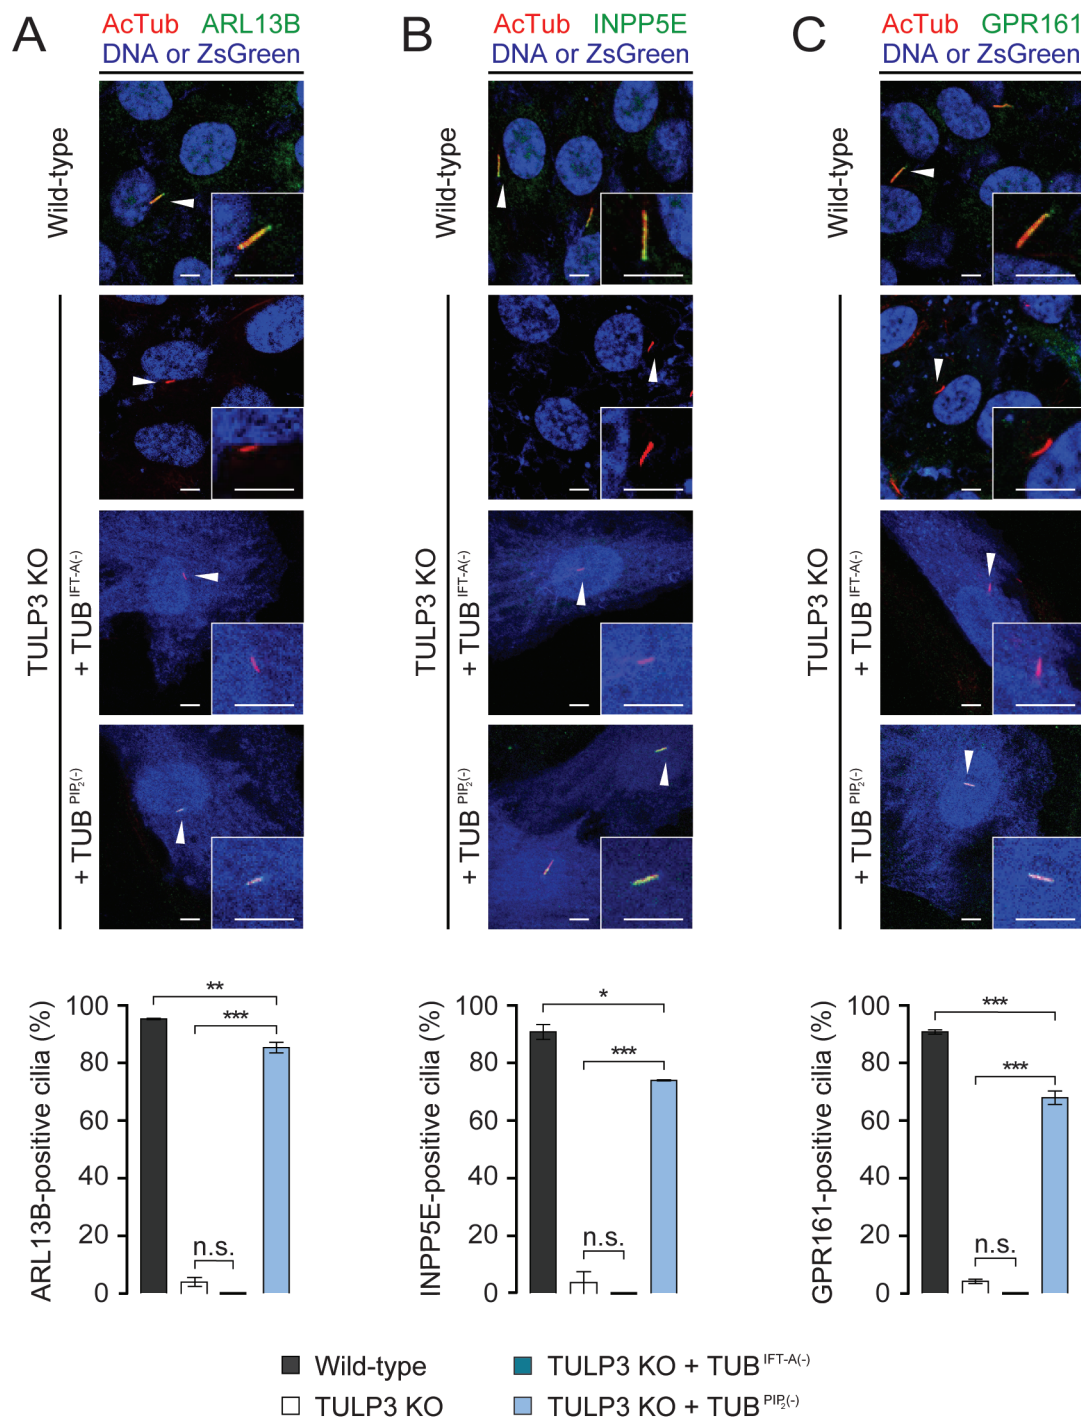 A
AcTub ARL13B
DNA or ZsGreen
B
AcTub INPP5E
DNA or ZsGreen
C
AcTub GPR161
DNA or ZsGreen
Wild-type
TULP3 KO
+ TUB IFT-A(-)
+ TUB PIP2(-)
Wild-type
TULP3 KO
+ TUB IFT-A(-)
+ TUB PIP2(-)
Wild-type
TULP3 KO
+ TUB IFT-A(-)
+ TUB PIP2(-)
ARL13B-positive cilia (%)
100
80
60
40
20
0
**
***
n.s.
INPP5E-positive cilia (%)
100
80
60
40
20
0
*
***
n.s.
GPR161-positive cilia (%)
100
80
60
40
20
0
***
***
n.s.
Wild-type
TULP3 KO
TULP3 KO + TUB IFT-A(-)
TULP3 KO + TUB PIP2(-)